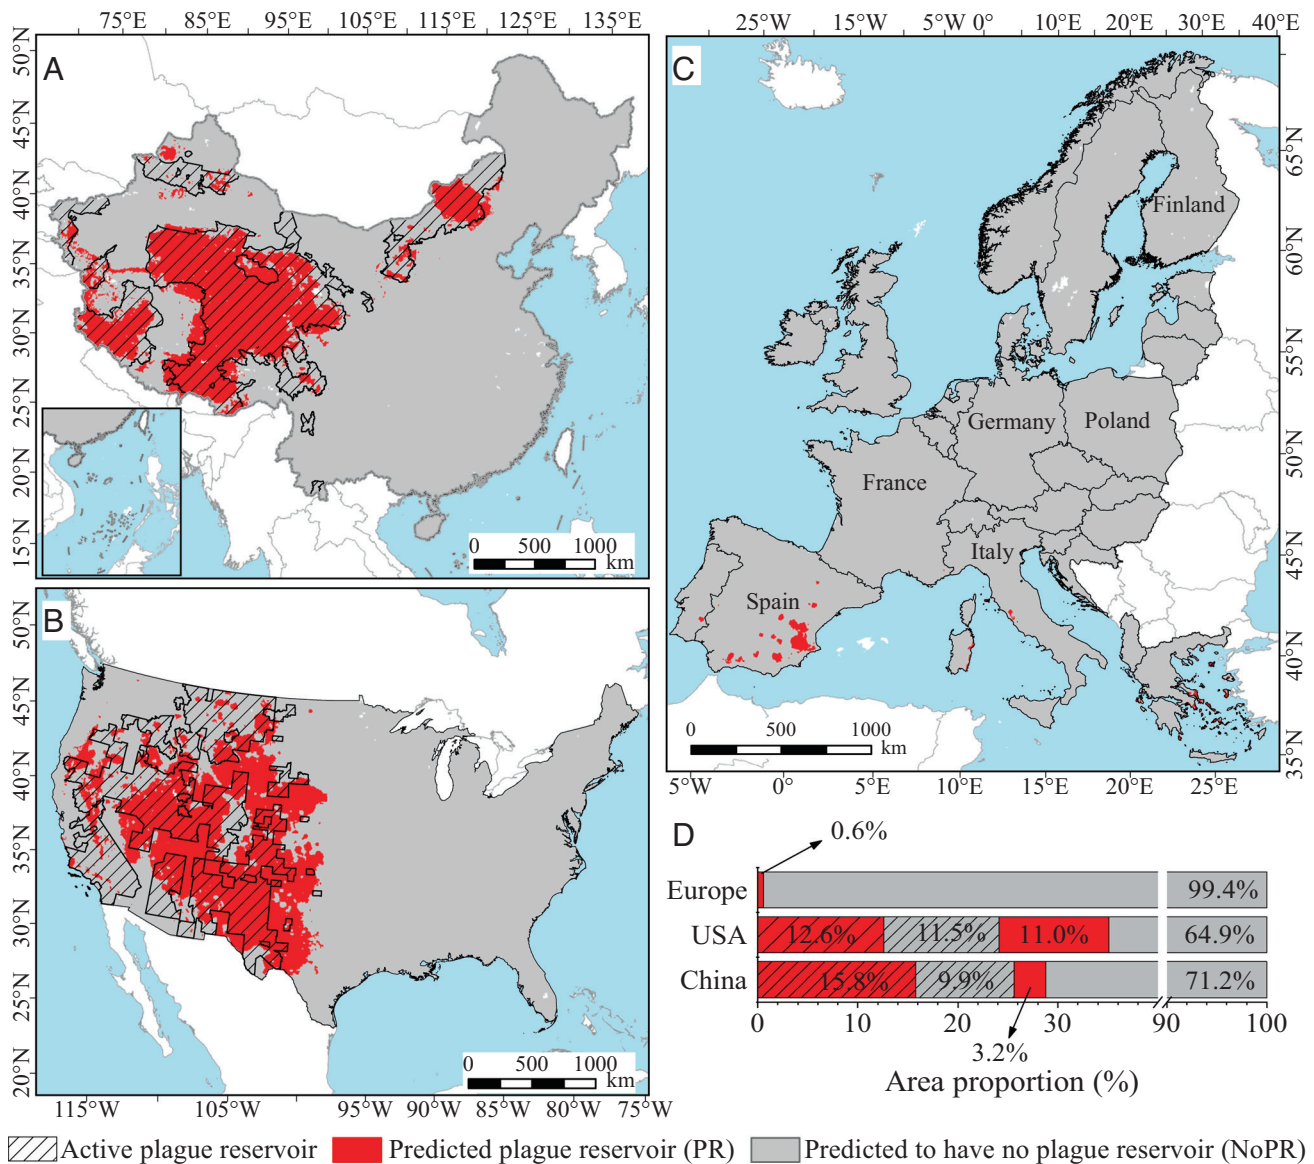 75°E 85°E 95°E 105°E 115°E 125°E 135°E
A
50°N
45°N
40°N
35°N
30°N
25°N
20°N
15°N
0 500 1000
km
B
50°N
45°N
40°N
35°N
30°N
25°N
20°N
0 500 1000
km
115°W 105°W 95°W 90°W 85°W 80°W 75°W
25°W 15°W 5°W 0° 10°E 20°E 30°E 40°E
C
65°N
60°N
55°N
50°N
45°N
40°N
35°N
Finland
Germany
Poland
France
Italy
Spain
0 500 1000
km
5°W 0° 5°E 10°E 15°E 20°E 25°E
D
0.6%
Europe 99.4%
USA 12.6% 11.5% 11.0% 64.9%
China 15.8% 9.9% 71.2%
0 10 20 30 90 100
3.2%
Area proportion (%)
Active plague reservoir Predicted plague reservoir (PR) Predicted to have no plague reservoir (NoPR)